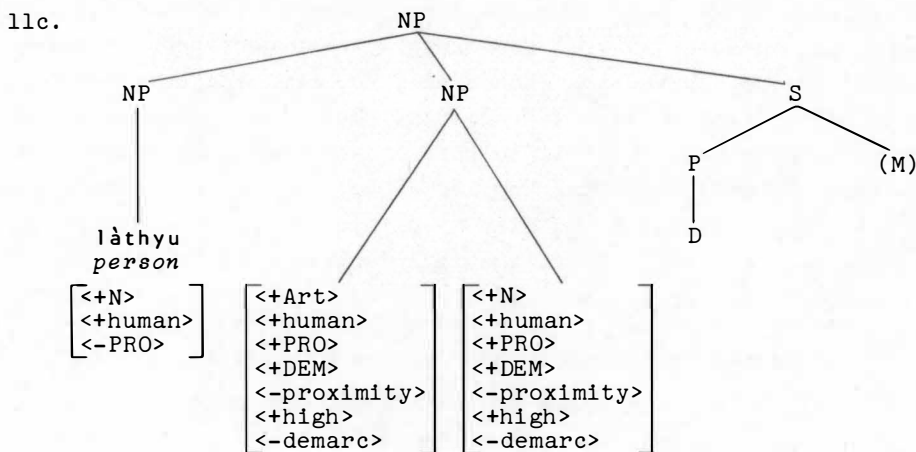 11c.
NP
NP NP S
P (M)
D
làthyu
person
<+N> <+Art> <+N>
<+human> <+human> <+human>
<-PRO> <+PRO> <+PRO>
<+DEM> <+DEM>
<-proximity> <-proximity>
<+high> <+high>
<-demarc> <-demarc>